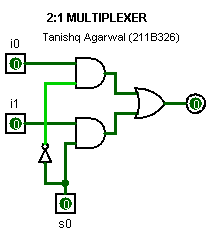 2:1 MULTIPLEXER
Tanishq Agarwal (211B326)
i0
0
i1
0
0
0
s0